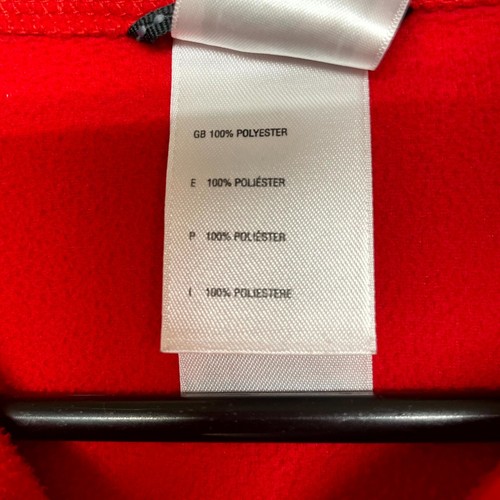 GB 100% POLYESTER
E 100% POLIÉSTER
P 100% POLIÉSTER
I 100% POLIESTERE